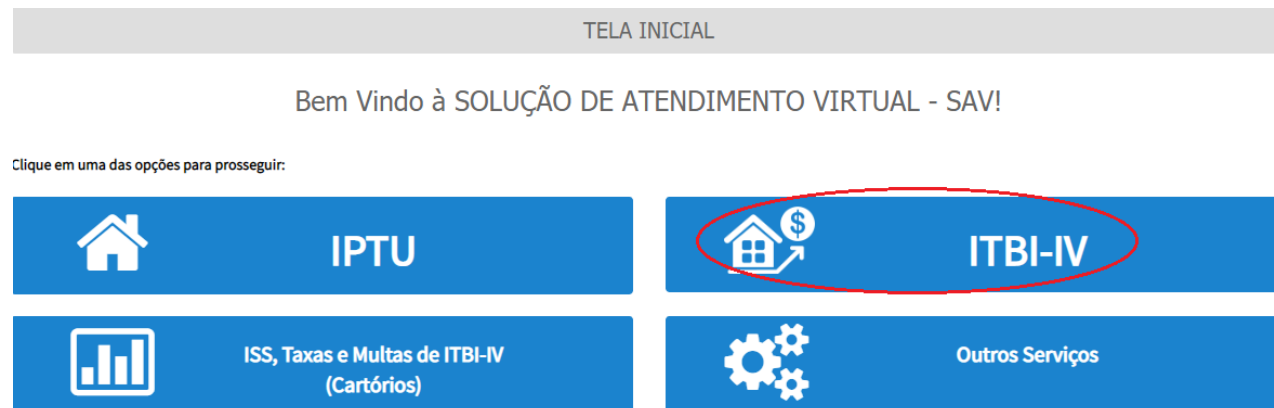 TELA INICIAL
Bem Vindo à SOLUÇÃO DE ATENDIMENTO VIRTUAL - SAV!
Clique em uma das opções para prosseguir:
IPTU
$
ITBI-IV
ISS, Taxas e Multas de ITBI-IV
(Cartórios)
Outros Serviços